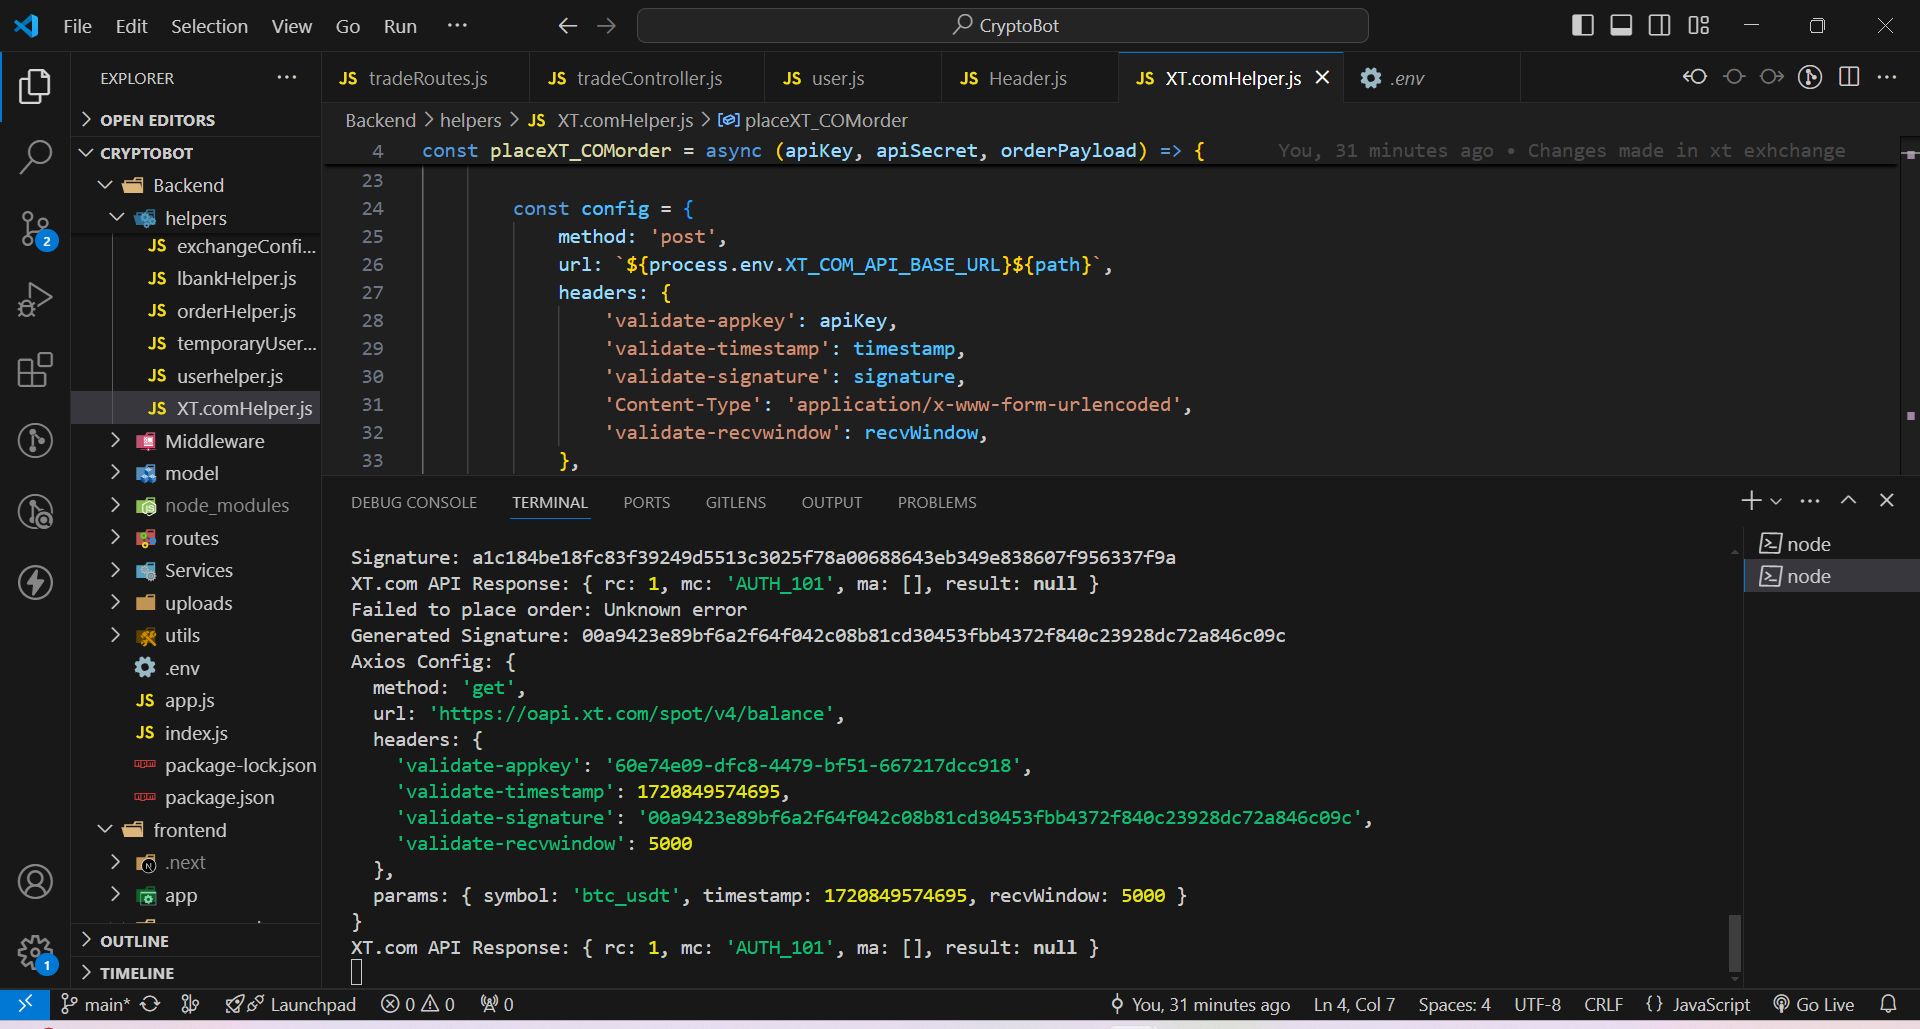 File Edit Selection View Go Run ···
CryptoBot
EXPLORER ···
OPEN EDITORS
CRYPTOBOT
Backend
helpers
JS exchangeConfi...
JS lbankHelper.js
JS orderHelper.js
JS temporaryUser...
JS userhelper.js
JS XT.comHelper.js
Middleware
model
node_modules
routes
Services
uploads
utils
.env
JS app.js
JS index.js
package-lock.json
package.json
frontend
.next
app
OUTLINE
TIMELINE
2
1
JS tradeRoutes.js JS tradeController.js JS user.js JS Header.js JS XT.comHelper.js .env
Backend > helpers > JS XT.comHelper.js > placeXT_COMorder
4 const placeXT_COMorder = async (apiKey, apiSecret, orderPayload) => { You, 31 minutes ago • Changes made in xt exhchange
23
24 const config = {
25 method: 'post',
26 url: `${process.env.XT_COM_API_BASE_URL}${path}`,
27 headers: {
28 'validate-appkey': apiKey,
29 'validate-timestamp': timestamp,
30 'validate-signature': signature,
31 'Content-Type': 'application/x-www-form-urlencoded',
32 'validate-recvwindow': recvWindow,
33 },
DEBUG CONSOLE TERMINAL PORTS GITLENS OUTPUT PROBLEMS
Signature: a1c184be18fc83f39249d5513c3025f78a00688643eb349e838607f956337f9a
XT.com API Response: { rc: 1, mc: 'AUTH_101', ma: [], result: null }
Failed to place order: Unknown error
Generated Signature: 00a9423e89bf6a2f64f042c08b81cd30453fbb4372f840c23928dc72a846c09c
Axios Config: {
method: 'get',
url: 'https://oapi.xt.com/spot/v4/balance',
headers: {
'validate-appkey': '60e74e09-dfc8-4479-bf51-667217dcc918',
'validate-timestamp': 1720849574695,
'validate-signature': '00a9423e89bf6a2f64f042c08b81cd30453fbb4372f840c23928dc72a846c09c',
'validate-recvwindow': 5000
},
params: { symbol: 'btc_usdt', timestamp: 1720849574695, recvWindow: 5000 }
}
XT.com API Response: { rc: 1, mc: 'AUTH_101', ma: [], result: null }
node
node
main* Launchpad 0 0 0 You, 31 minutes ago Ln 4, Col 7 Spaces: 4 UTF-8 CRLF {} JavaScript Go Live